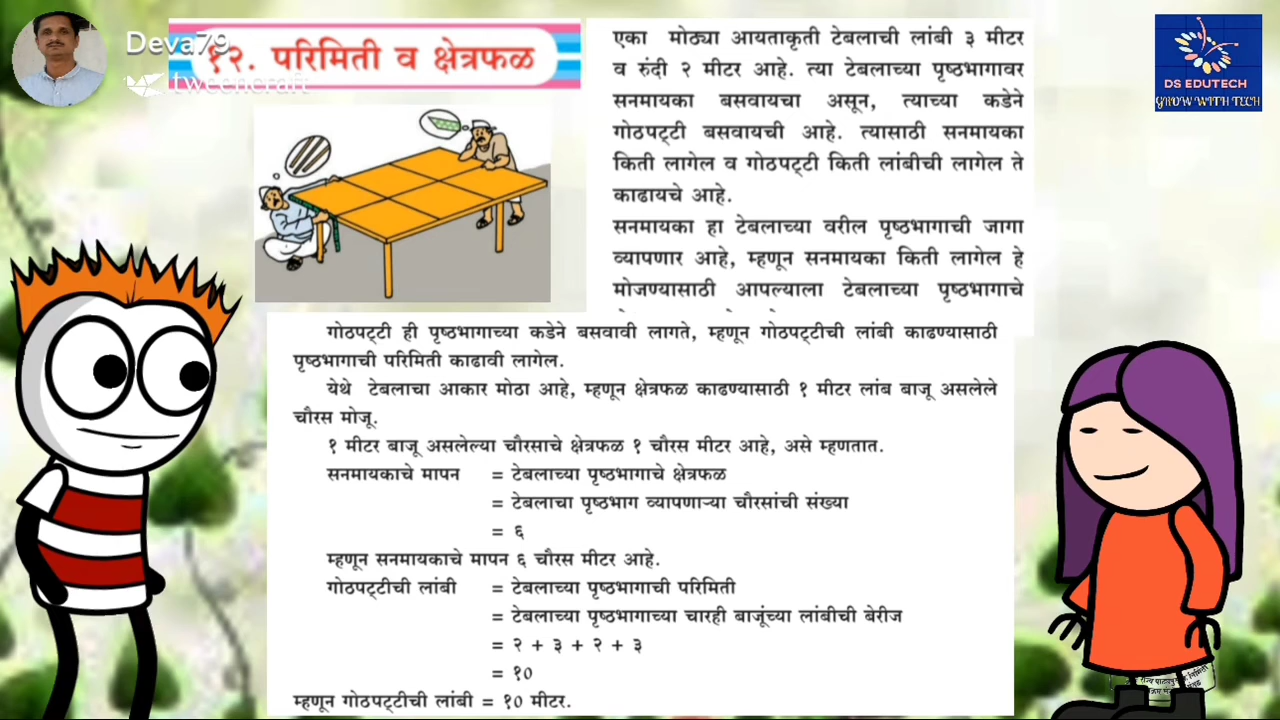 Deva79
tweencraft
१२. परिमिती व क्षेत्रफळ
DS EDUTECH
GROW WITH TECH
एका मोठ्या आयताकृती टेबलाची लांबी ३ मीटर
व रुंदी २ मीटर आहे. त्या टेबलाच्या पृष्ठभागावर
सनमायका बसवायचा असून, त्याच्या कडेने
गोठपट्टी बसवायची आहे. त्यासाठी सनमायका
किती लागेल व गोठपट्टी किती लांबीची लागेल ते
काढायचे आहे.
सनमायका हा टेबलाच्या वरील पृष्ठभागाची जागा
व्यापणार आहे, म्हणून सनमायका किती लागेल हे
मोजण्यासाठी आपल्याला टेबलाच्या पृष्ठभागाचे
गोठपट्टी ही पृष्ठभागाच्या कडेने बसवावी लागते, म्हणून गोठपट्टीची लांबी काढण्यासाठी
पृष्ठभागाची परिमिती काढावी लागेल.
येथे टेबलाचा आकार मोठा आहे, म्हणून क्षेत्रफळ काढण्यासाठी १ मीटर लांब बाजू असलेले
चौरस मोजू.
१ मीटर बाजू असलेल्या चौरसाचे क्षेत्रफळ १ चौरस मीटर आहे, असे म्हणतात.
सनमायकाचे मापन = टेबलाच्या पृष्ठभागाचे क्षेत्रफळ
= टेबलाचा पृष्ठभाग व्यापणाऱ्या चौरसांची संख्या
= ६
म्हणून सनमायकाचे मापन ६ चौरस मीटर आहे.
गोठपट्टीची लांबी = टेबलाच्या पृष्ठभागाची परिमिती
= टेबलाच्या पृष्ठभागाच्या चारही बाजूंच्या लांबीची बेरीज
= २ + ३ + २ + ३
= १०
म्हणून गोठपट्टीची लांबी = १० मीटर.